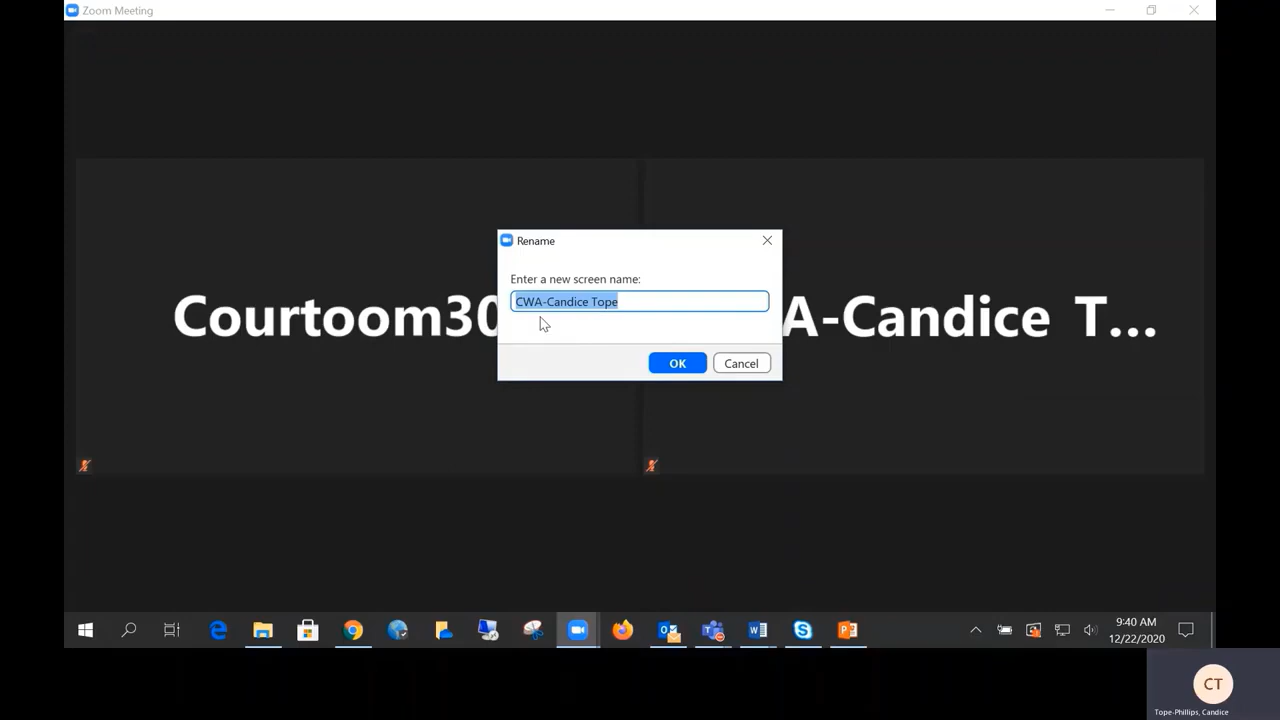 Zoom Meeting
Rename
Enter a new screen name:
CWA-Candice Tope
Courtoom30
A-Candice T...
OK
Cancel
9:40 AM
12/22/2020
CT
Tope-Phillips, Candice